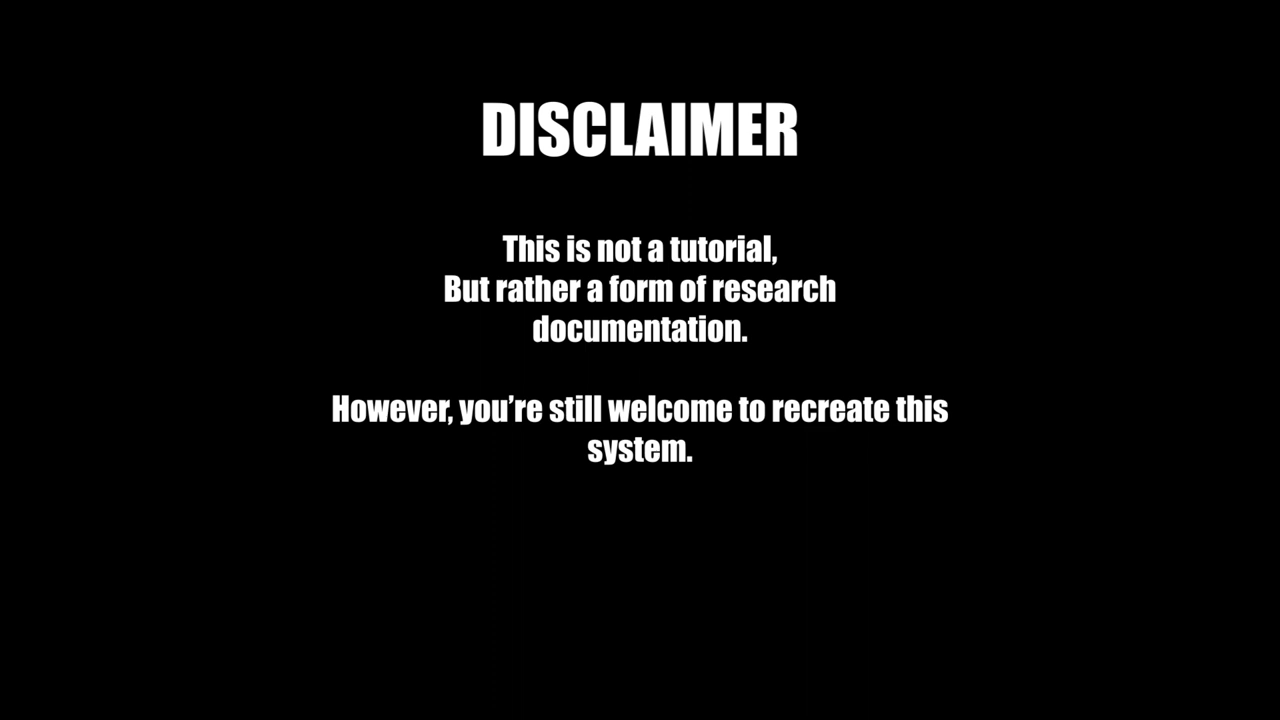 DISCLAIMER
This is not a tutorial,
But rather a form of research
documentation.
However, you’re still welcome to recreate this
system.